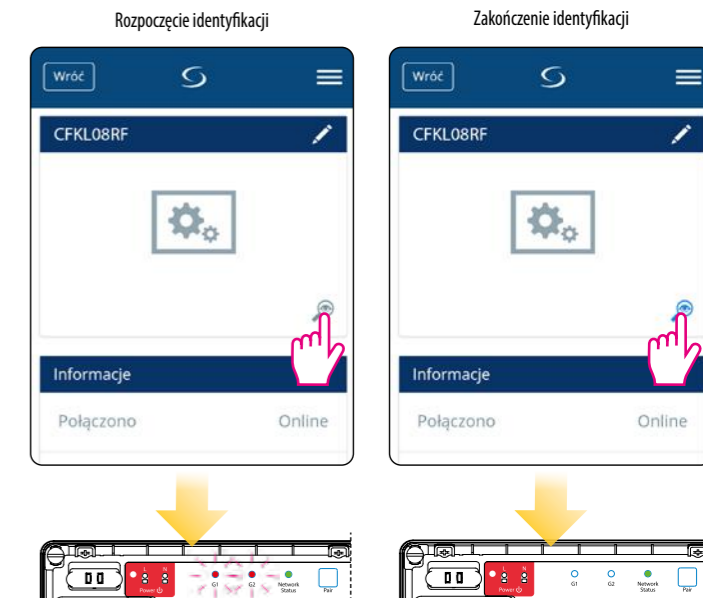 Rozpoczęcie identyfikacji
Wróć
CFKL08RF
Informacje
Połączono Online
L N
Power
G1 G2 Network Status Pair
Zakończenie identyfikacji
Wróć
CFKL08RF
Informacje
Połączono Online
L N
Power
G1 G2 Network Status Pair